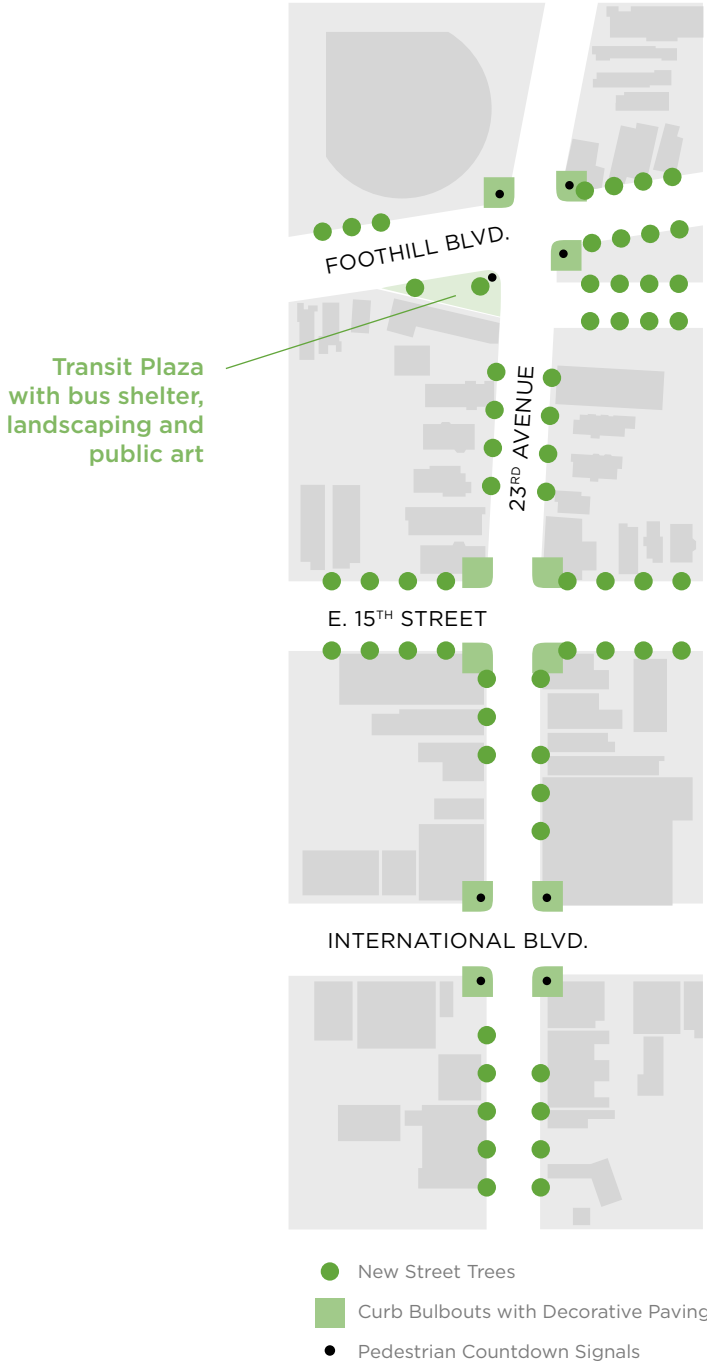 FOOTHILL BLVD.
Transit Plaza
with bus shelter,
landscaping and
public art
23RD AVENUE
E. 15TH STREET
INTERNATIONAL BLVD.
New Street Trees
Curb Bulbouts with Decorative Paving
Pedestrian Countdown Signals